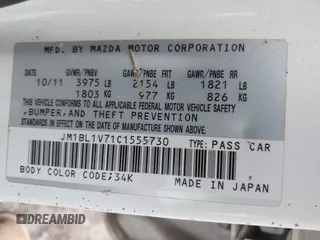 MFD. BY MAZDA MOTOR CORPORATION
GVWR/PNBV GAWR/PNBE FRT GAWR/PNBE RR
10/11 3975 LB 2154 LB 1821 LB
1803 KG 977 KG 826 KG
THIS VEHICLE CONFORMS TO ALL APPLICABLE FEDERAL MOTOR VEHICLE SAFETY
,BUMPER,AND THEFT PREVENTION STANDARDS IN EFFECT ON THE DATE OF MANUFACTURE SHOWN ABOVE.
JM1BL1V71C1555730 TYPE:PASS CAR
BODY COLOR CODE;34K
MADE IN JAPAN
DREAMBID